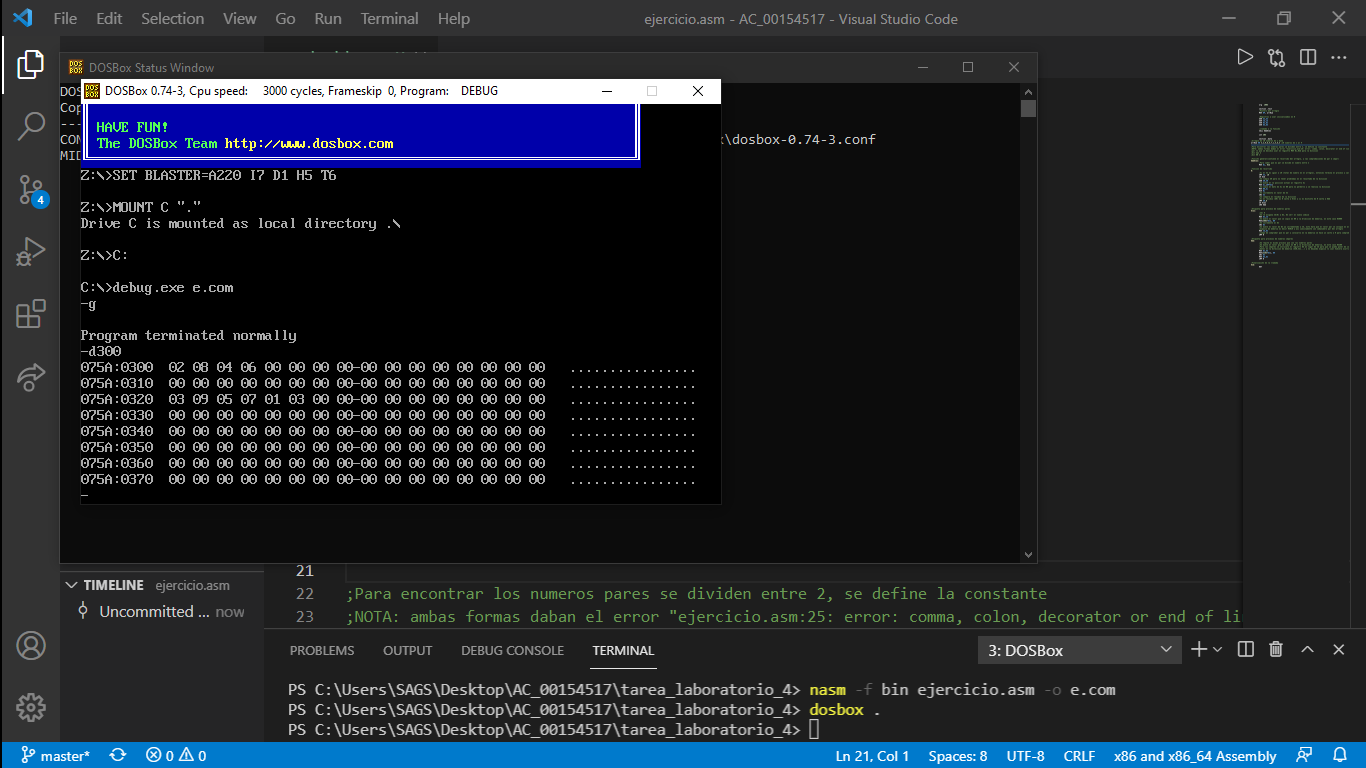 File Edit Selection View Go Run Terminal Help
ejercicio.asm - AC_00154517 - Visual Studio Code
DOSBox Status Window
DOS
Cop
---
CON
x\dosbox-0.74-3.conf
MID
DOSBox 0.74-3, Cpu speed: 3000 cycles, Frameskip 0, Program: DEBUG
HAVE FUN!
The DOSBox Team http://www.dosbox.com
Z:\>SET BLASTER=A220 I7 D1 H5 T6
Z:\>MOUNT C "."
Drive C is mounted as local directory .\
Z:\>C:
C:\>debug.exe e.com
-g
Program terminated normally
-d300
075A:0300 02 08 04 06 00 00 00 00-00 00 00 00 00 00 00 00 ................
075A:0310 00 00 00 00 00 00 00 00-00 00 00 00 00 00 00 00 ................
075A:0320 03 09 05 07 01 03 00 00-00 00 00 00 00 00 00 00 ................
075A:0330 00 00 00 00 00 00 00 00-00 00 00 00 00 00 00 00 ................
075A:0340 00 00 00 00 00 00 00 00-00 00 00 00 00 00 00 00 ................
075A:0350 00 00 00 00 00 00 00 00-00 00 00 00 00 00 00 00 ................
075A:0360 00 00 00 00 00 00 00 00-00 00 00 00 00 00 00 00 ................
075A:0370 00 00 00 00 00 00 00 00-00 00 00 00 00 00 00 00 ................
-
4
TIMELINE ejercicio.asm
Uncommitted ... now
21
22 ;Para encontrar los numeros pares se dividen entre 2, se define la constante
23 ;NOTA: ambas formas daban el error "ejercicio.asm:25: error: comma, colon, decorator or end of li
PROBLEMS OUTPUT DEBUG CONSOLE TERMINAL
3: DOSBox
PS C:\Users\SAGS\Desktop\AC_00154517\tarea_laboratorio_4> nasm -f bin ejercicio.asm -o e.com
PS C:\Users\SAGS\Desktop\AC_00154517\tarea_laboratorio_4> dosbox .
PS C:\Users\SAGS\Desktop\AC_00154517\tarea_laboratorio_4>
master* 0 0 Ln 21, Col 1 Spaces: 8 UTF-8 CRLF x86 and x86_64 Assembly